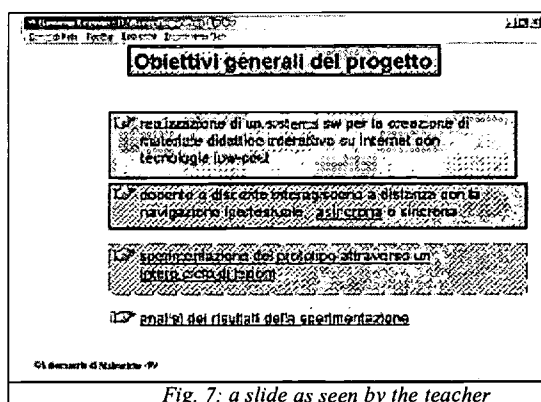 Obiettivi generali del progetto
realizzazione di un sistema sw per la creazione di
materiale didattico interattivo su internet con
tecnologie low-cost
docente e discente interagiscono a distanza con la
navigazione ipertestuale, asincrona o sincrona
sperimentazione del prototipo attraverso un
intero ciclo di lezioni
analisi dei risultati della sperimentazione
Fig. 7: a slide as seen by the teacher